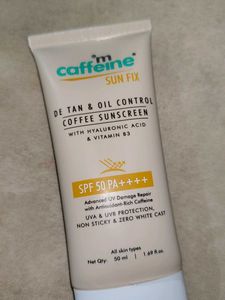 'm
caffeine®
SUN FIX
DE TAN & OIL CONTROL
COFFEE SUNSCREEN
WITH HYALURONIC ACID
& VITAMIN B3
SPF 50 PA++++
Advanced UV Damage Repair
with Antioxidant-Rich Caffeine
UVA & UVB PROTECTION,
NON STICKY & ZERO WHITE CAST
All skin types
Net Qty: 50 ml | 1.69 fl.oz.